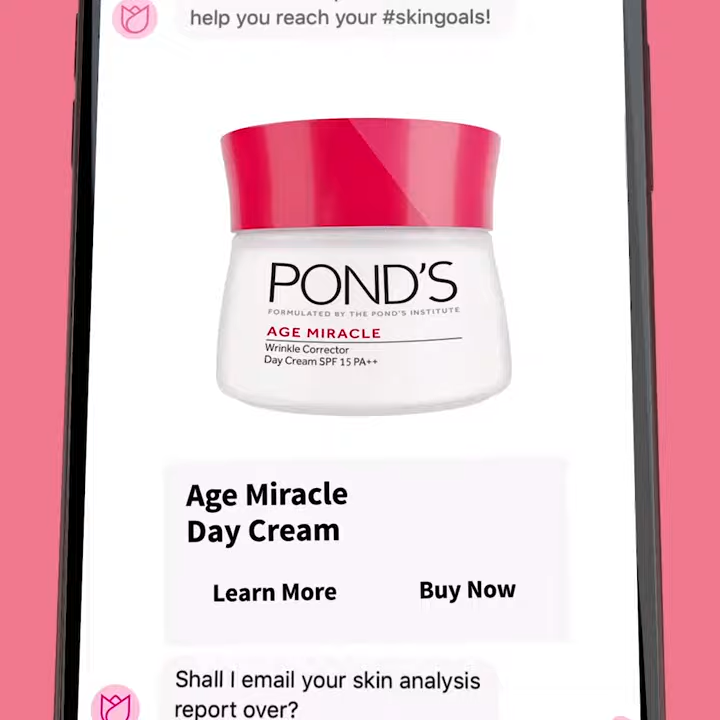 help you reach your #skingoals!
POND'S
FORMULATED BY THE POND'S INSTITUTE
AGE MIRACLE
Wrinkle Corrector
Day Cream SPF 15 PA++
Age Miracle
Day Cream
Learn More
Buy Now
Shall I email your skin analysis
report over?